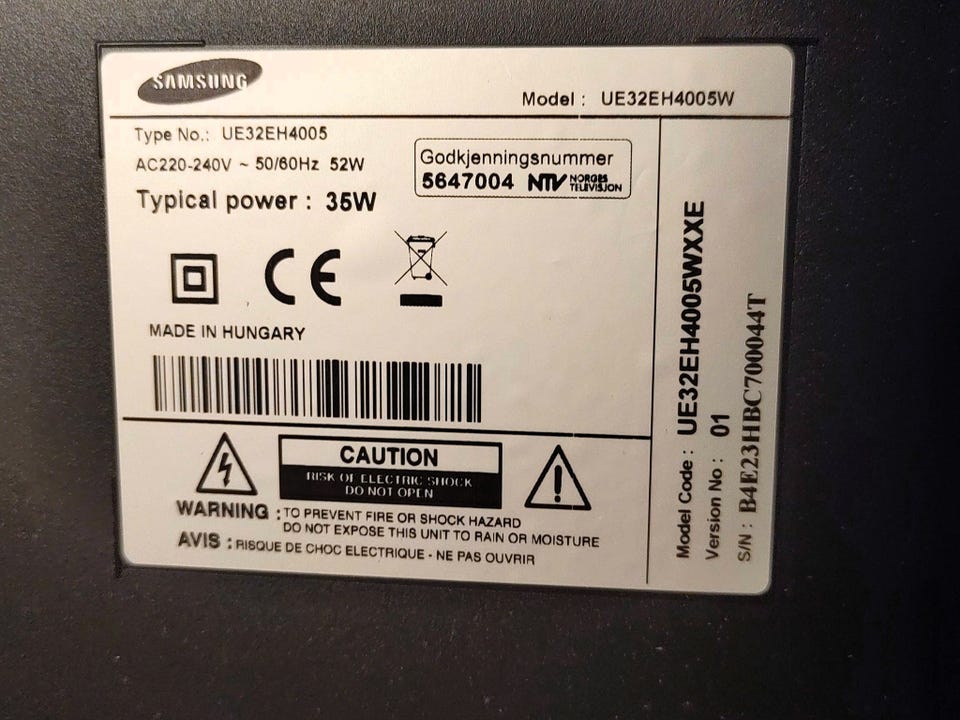 SAMSUNG
Model : UE32EH4005W
Type No.: UE32EH4005
AC220-240V ~ 50/60Hz 52W
Typical power : 35W
Godkjenningsnummer
5647004 NTV NORGES TELEVISJON
CE
MADE IN HUNGARY
CAUTION
RISK OF ELECTRIC SHOCK
DO NOT OPEN
WARNING : TO PREVENT FIRE OR SHOCK HAZARD
DO NOT EXPOSE THIS UNIT TO RAIN OR MOISTURE
AVIS : RISQUE DE CHOC ELECTRIQUE - NE PAS OUVRIR
Model Code : UE32EH4005WXXE
Version No : 01
S/N : B4E23HBC700044T